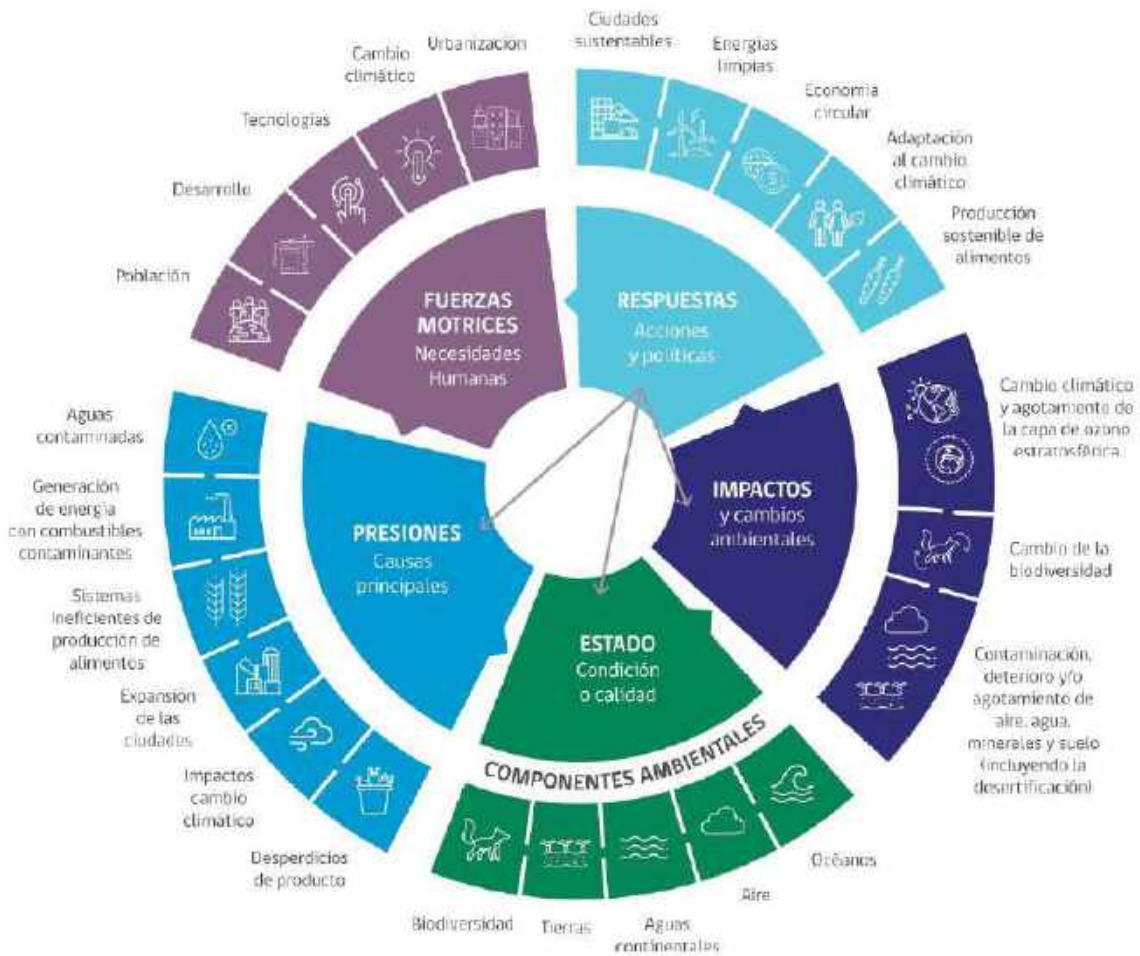 Urbanización
Cambio
climático
Tecnologías
Desarrollo
Población
FUERZAS
MOTRICES
Necesidades
Humanas
Ciudades
sustentables
Energías
limpias
Economía
circular
Adaptación
al cambio
climático
Producción
sostenible de
alimentos
RESPUESTAS
Acciones
y políticas
Cambio climático
y agotamiento de
la capa de ozono
estratosférica
Cambio de la
biodiversidad
Contaminación,
deterioro y/o
agotamiento de
aire, agua,
minerales y suelo
(incluyendo la
desertificación)
IMPACTOS
y cambios
ambientales
ESTADO
Condición
o calidad
COMPONENTES AMBIENTALES
Biodiversidad
Tierras
Aguas
continentales
Aire
Océanos
PRESIONES
Causas
principales
Aguas
contaminadas
Generación
de energía
con combustibles
contaminantes
Sistemas
ineficientes de
producción de
alimentos
Expansión
de las
ciudades
Impactos
cambio
climático
Desperdicios
de producto